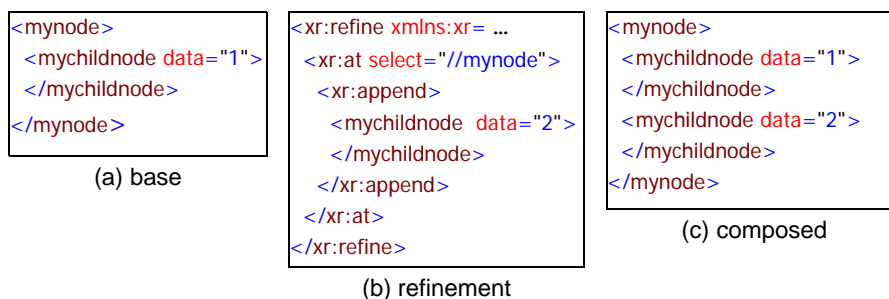 <mynode>
<mychildnode data="1">
</mychildnode>
</mynode>
(a) base
<xr:refine xmlns:xr= ...
<xr:at select="//mynode">
<xr:append>
<mychildnode data="2">
</mychildnode>
</xr:append>
</xr:at>
</xr:refine>
(b) refinement
<mynode>
<mychildnode data="1">
</mychildnode>
<mychildnode data="2">
</mychildnode>
</mynode>
(c) composed